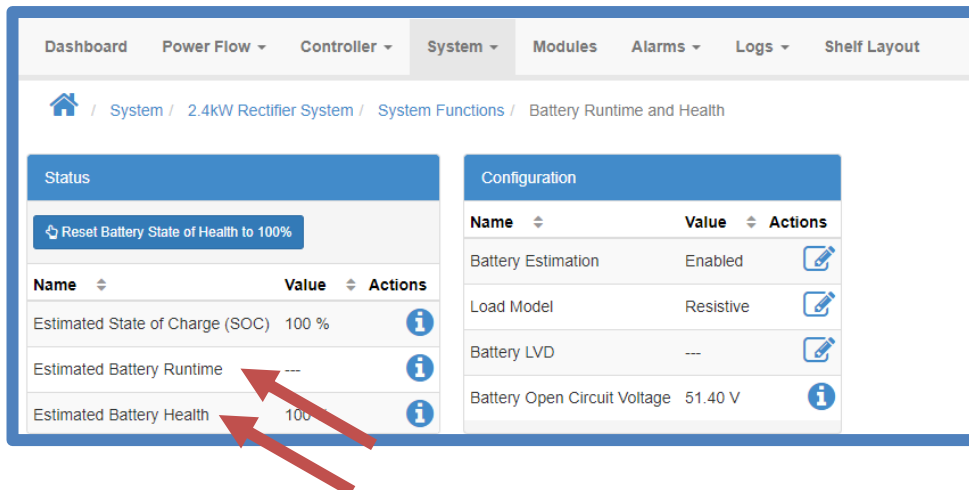 Dashboard Power Flow Controller System Modules Alarms Logs Shelf Layout
/ System / 2.4kW Rectifier System / System Functions / Battery Runtime and Health
Status
Reset Battery State of Health to 100%
Name Value Actions
Estimated State of Charge (SOC) 100 %
Estimated Battery Runtime ---
Estimated Battery Health 100 %
Configuration
Name Value Actions
Battery Estimation Enabled
Load Model Resistive
Battery LVD ---
Battery Open Circuit Voltage 51.40 V